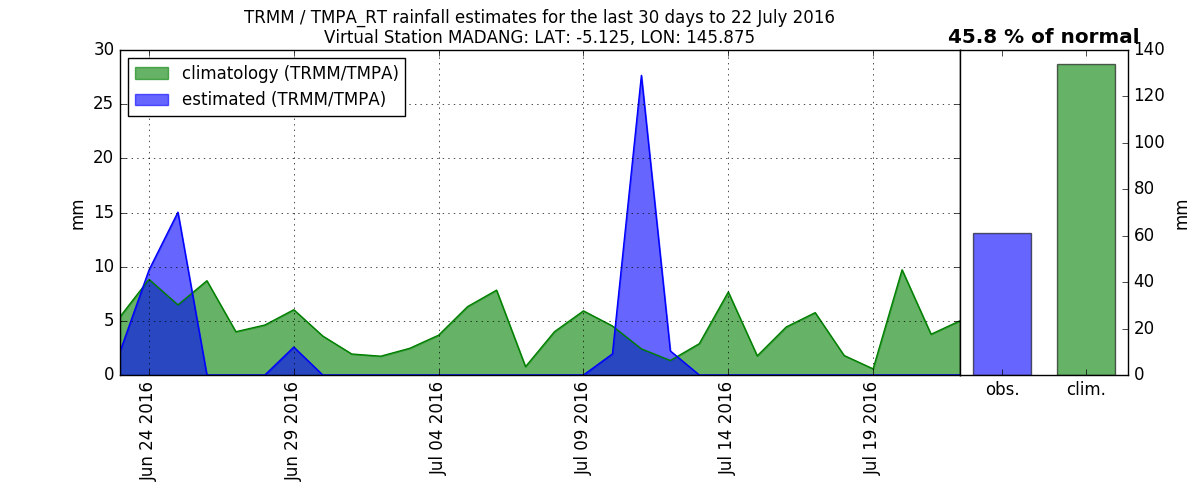 TRMM / TMPA_RT rainfall estimates for the last 30 days to 22 July 2016
Virtual Station MADANG: LAT: -5.125, LON: 145.875
45.8 % of normal
climatology (TRMM/TMPA)
estimated (TRMM/TMPA)
mm
30
25
20
15
10
5
0
Jun 24 2016
Jun 29 2016
Jul 04 2016
Jul 09 2016
Jul 14 2016
Jul 19 2016
140
120
100
80
60
40
20
0
mm
obs.
clim.